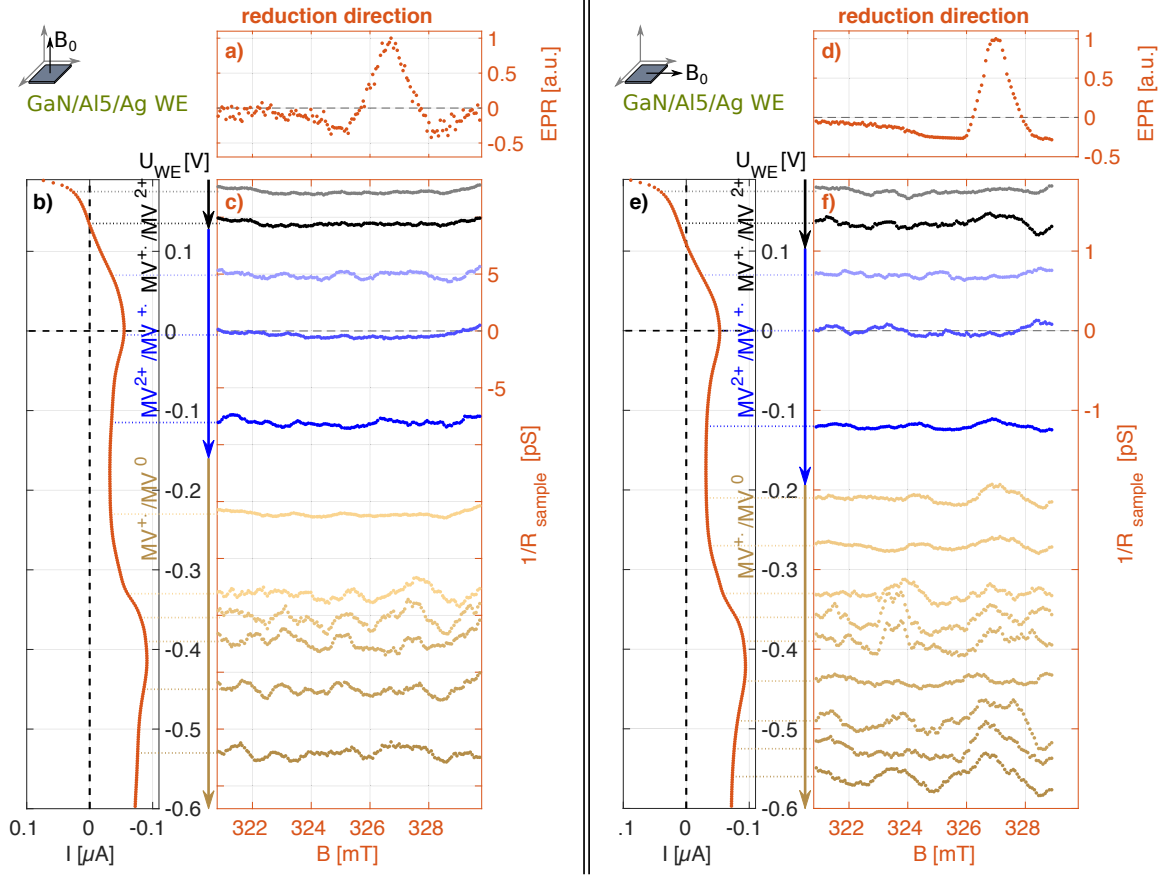 reduction direction
a)
B0
GaN/Al5/Ag WE
1
0.5
0
-0.5
EPR [a.u.]
UWE [V]
b)
c)
MV+·/MV2+
MV2+/MV+·
MV+·/MV0
0.1
0
-0.1
-0.2
-0.3
-0.4
-0.5
-0.6
5
0
-5
1/Rsample [pS]
0.1 0 -0.1
I [µA]
322 324 326 328
B [mT]
reduction direction
d)
B0
GaN/Al5/Ag WE
1
0.5
0
-0.5
EPR [a.u.]
UWE [V]
e)
f)
MV+·/MV2+
MV2+/MV+·
MV+·/MV0
0.1
0
-0.1
-0.2
-0.3
-0.4
-0.5
-0.6
1
0
-1
1/Rsample [pS]
.1 0 -0.1
I [µA]
322 324 326 328
B [mT]